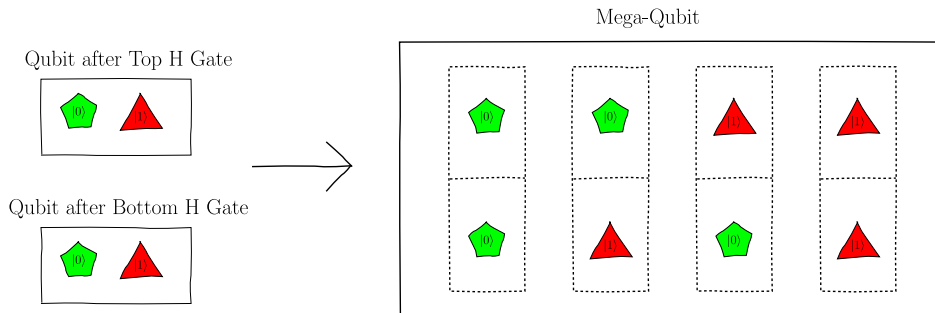 Mega-Qubit
Qubit after Top H Gate
|0⟩ |1⟩
Qubit after Bottom H Gate
|0⟩ |1⟩
|0⟩ |0⟩ |1⟩ |1⟩
|0⟩ |1⟩ |0⟩ |1⟩